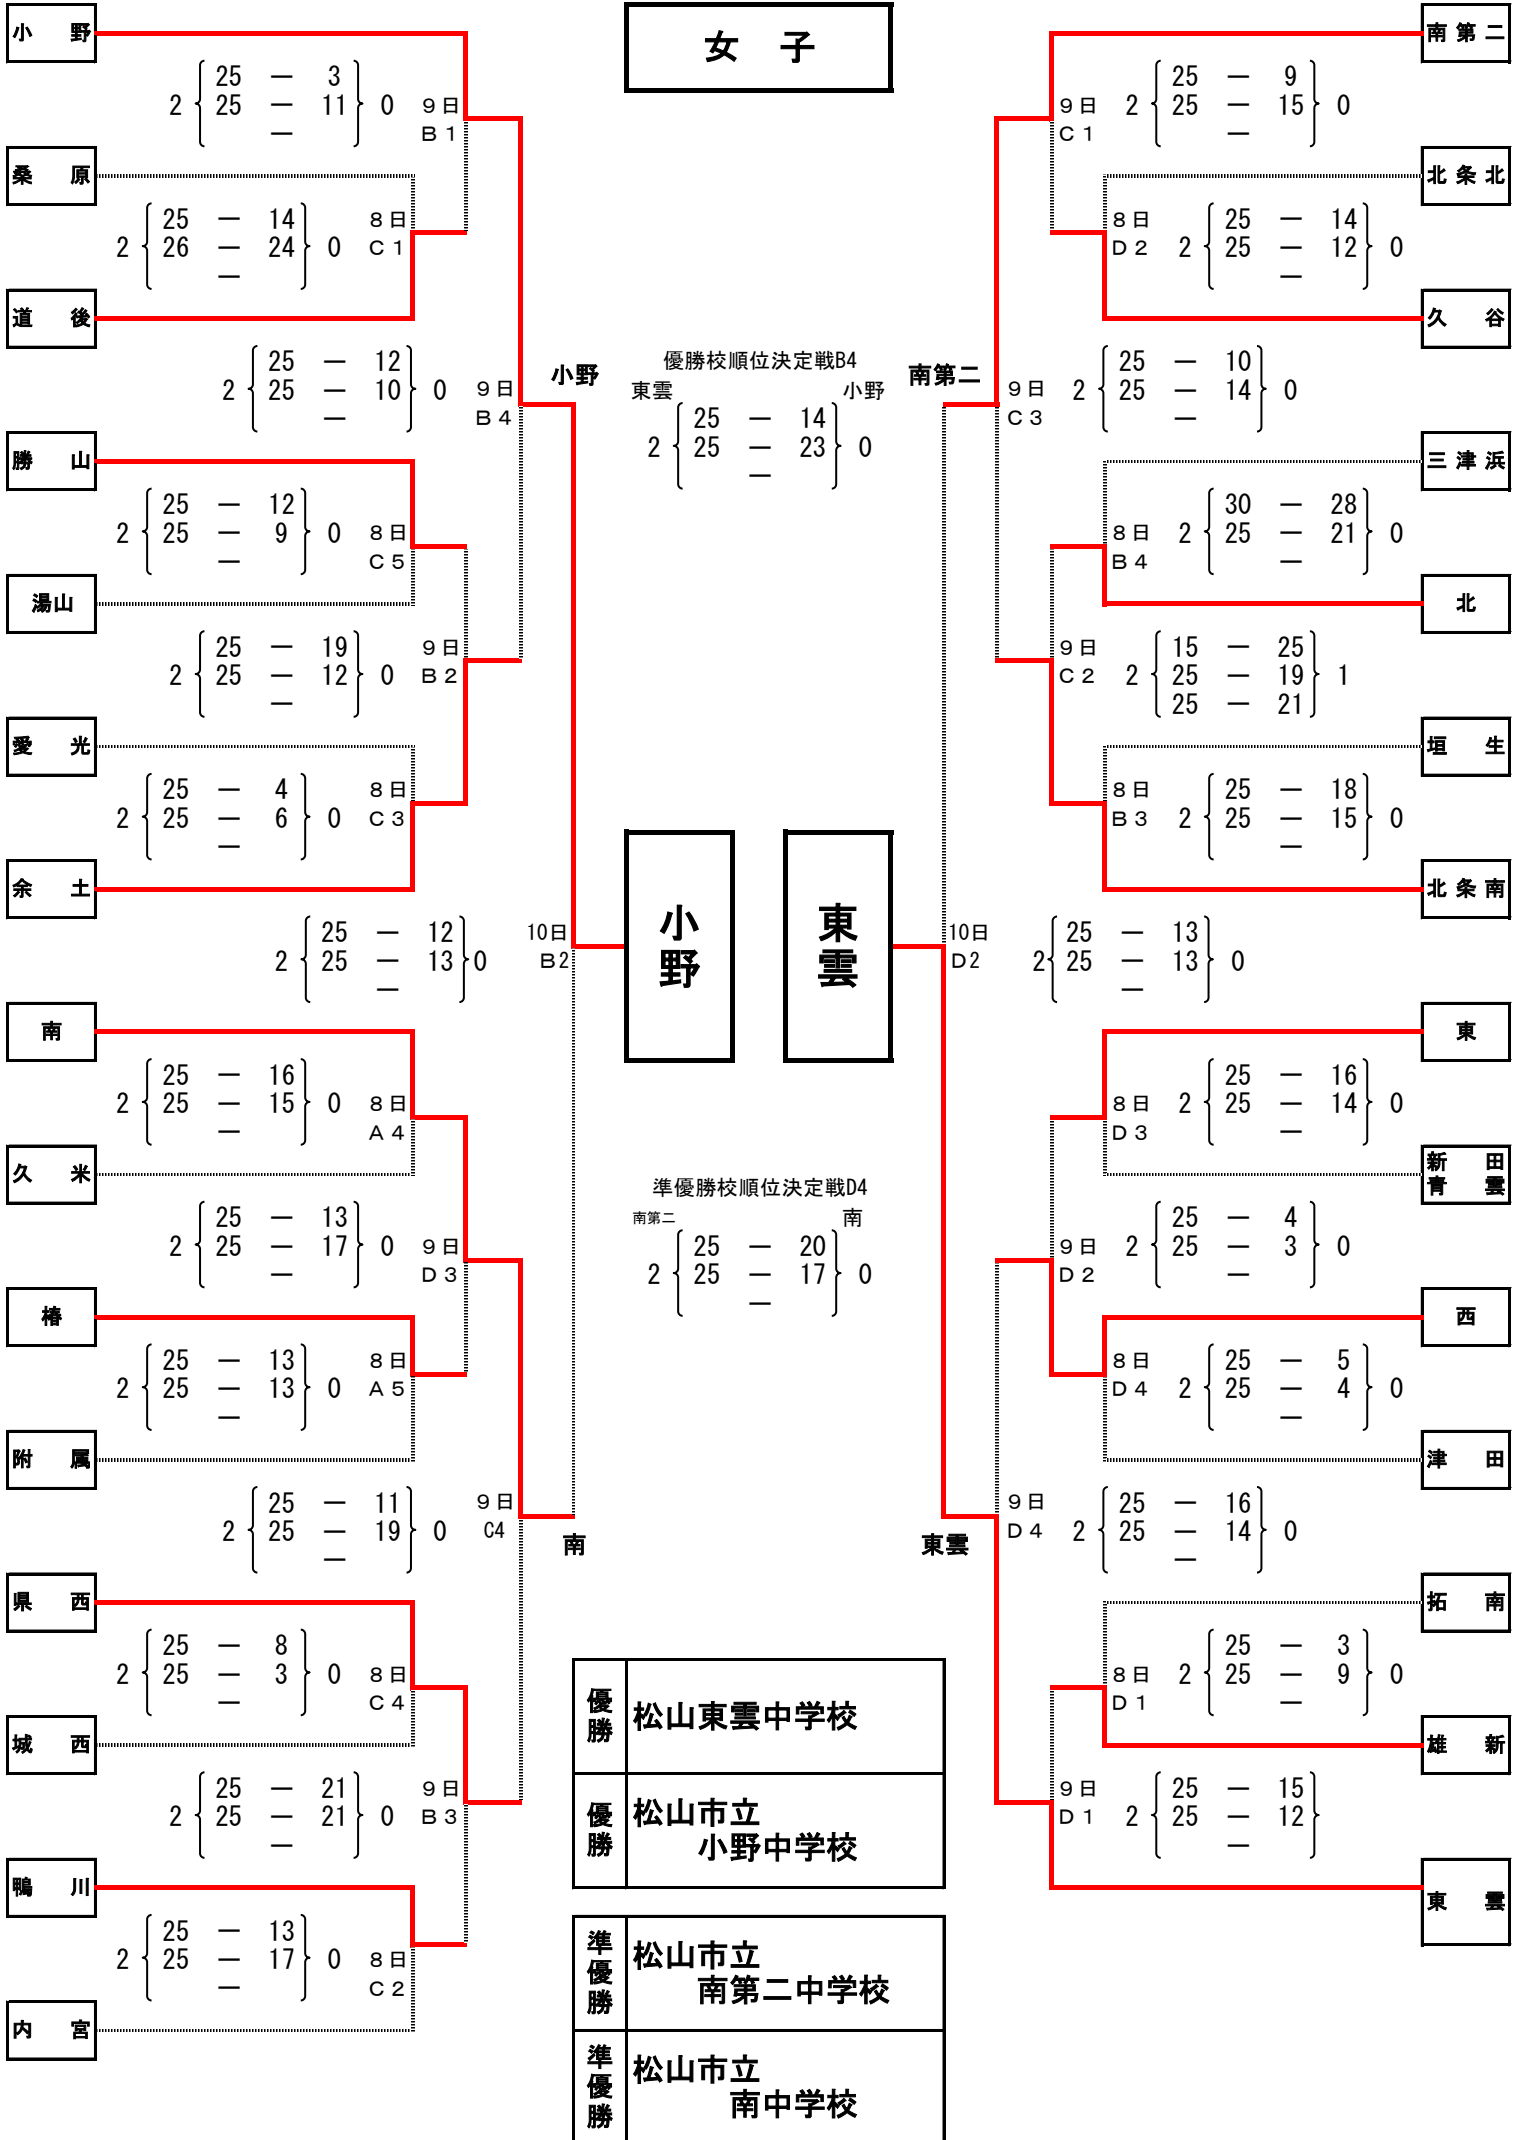 女　子
小　野
25 ― 3
2 25 ― 11 0 ９日
― Ｂ１
桑　原
25 ― 14 ８日
2 26 ― 24 0 Ｃ１
―
道　後
25 ― 12 小野
2 25 ― 10 0 ９日
― Ｂ４
勝　山
25 ― 12
2 25 ― 9 0 ８日
― Ｃ５
湯山
25 ― 19 ９日
2 25 ― 12 0 Ｂ２
―
愛　光
25 ― 4 ８日
2 25 ― 6 0 Ｃ３
―
余　土
25 ― 12 10日
2 25 ― 13 0 Ｂ2
―
南
25 ― 16
2 25 ― 15 0 ８日
― Ａ４
久　米
25 ― 13
2 25 ― 17 0 ９日
― Ｄ３
椿
25 ― 13 ８日
2 25 ― 13 0 Ａ５
―
附　属
25 ― 11 ９日
2 25 ― 19 0 C4
― 南
県　西
25 ― 8
2 25 ― 3 0 ８日
― Ｃ４
城　西
25 ― 21 ９日
2 25 ― 21 0 Ｂ３
―
鴨　川
25 ― 13
2 25 ― 17 0 ８日
― Ｃ２
内　宮
優勝校順位決定戦B4
東雲 小野
25 ― 14
2 25 ― 23 0
―
小野
東雲
準優勝校順位決定戦D4
南第二 南
25 ― 20
2 25 ― 17 0
―
優勝 松山東雲中学校
優勝 松山市立
小野中学校
準優勝 松山市立
南第二中学校
準優勝 松山市立
南中学校
南第二
25 ― 9
９日 2 25 ― 15 0
Ｃ１ ―
北条北
８日 25 ― 14
Ｄ２ 2 25 ― 12 0
―
久　谷
南第二 25 ― 10
９日 2 25 ― 14 0
Ｃ３ ―
三津浜
30 ― 28
８日 2 25 ― 21 0
Ｂ４ ―
北
９日 15 ― 25
Ｃ２ 2 25 ― 19 1
25 ― 21
垣　生
８日 25 ― 18
Ｂ３ 2 25 ― 15 0
―
北条南
10日 25 ― 13
Ｄ2 2 25 ― 13 0
―
東
25 ― 16
８日 2 25 ― 14 0
Ｄ３ ―
新　田
青　雲
25 ― 4
９日 2 25 ― 3 0
Ｄ２ ―
西
８日 25 ― 5
Ｄ４ 2 25 ― 4 0
―
津　田
９日 25 ― 16
Ｄ４ 2 25 ― 14 0
東雲 ―
拓　南
25 ― 3
８日 2 25 ― 9 0
Ｄ１ ―
雄　新
９日 25 ― 15
Ｄ１ 2 25 ― 12
―
東　雲